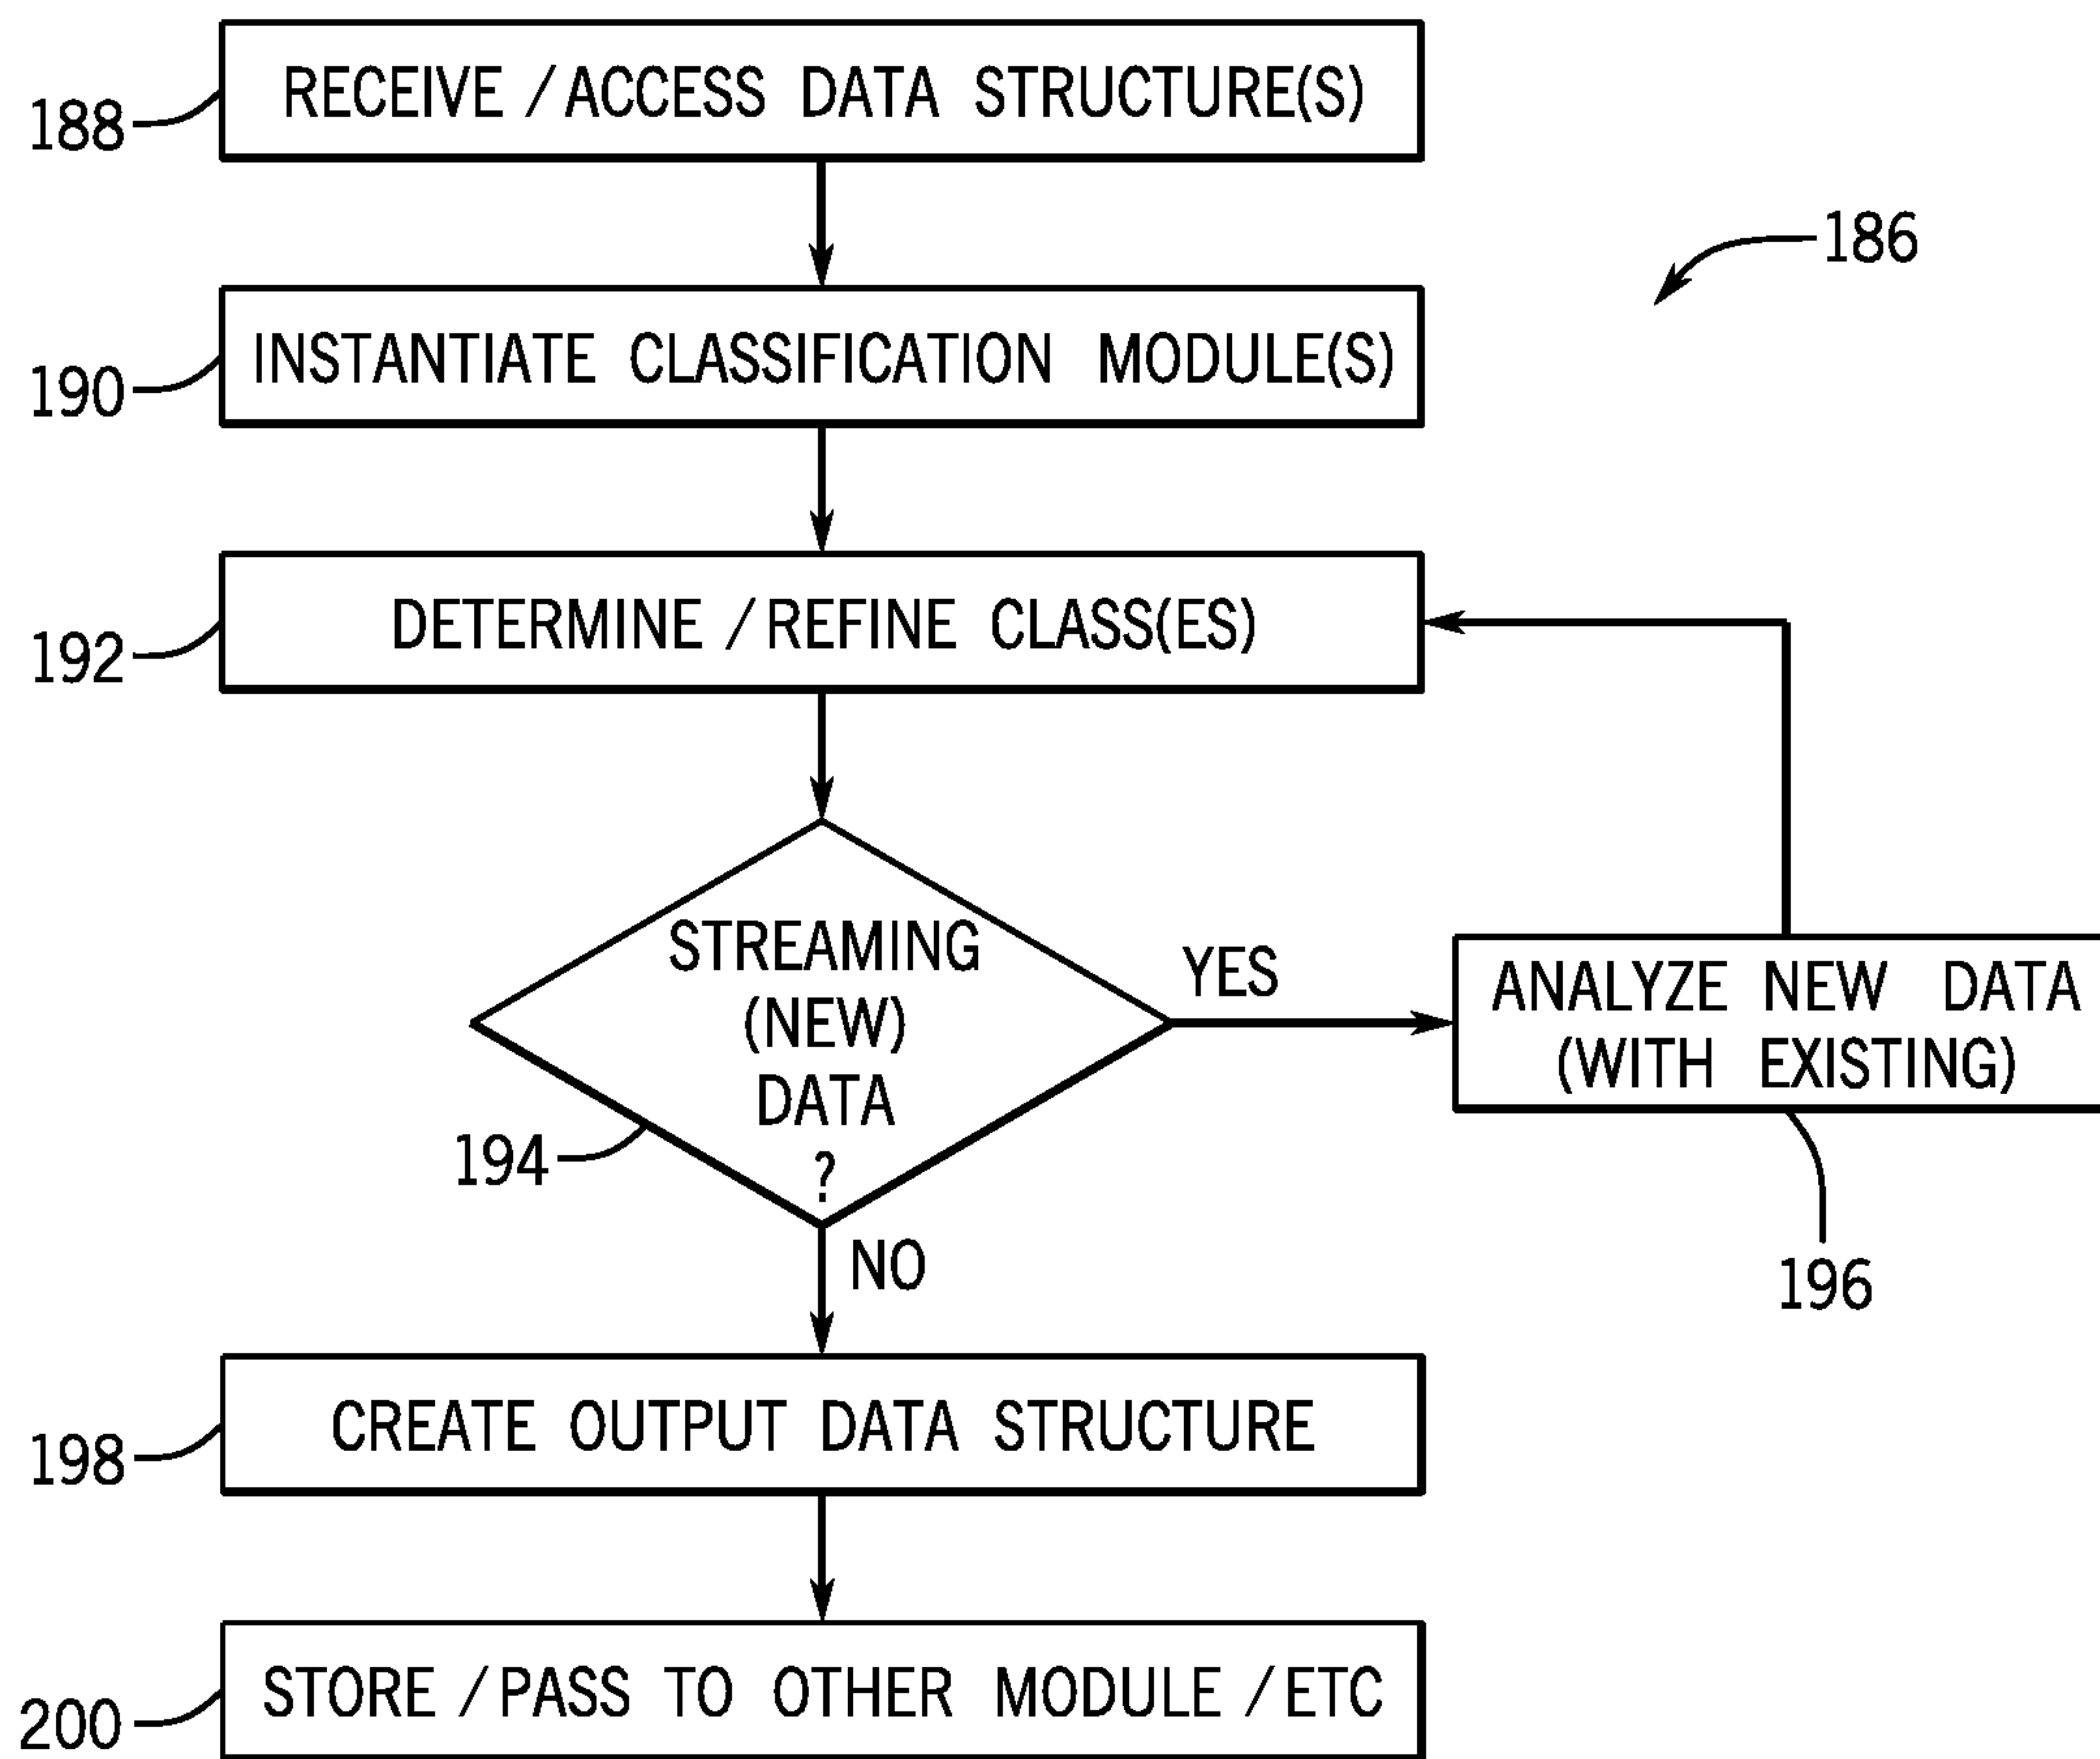 RECEIVE / ACCESS DATA STRUCTURE(S)
188
186
INSTANTIATE CLASSIFICATION MODULE(S)
190
DETERMINE / REFINE CLASS(ES)
192
STREAMING
(NEW)
DATA
?
194
YES
ANALYZE NEW DATA
(WITH EXISTING)
196
NO
CREATE OUTPUT DATA STRUCTURE
198
STORE / PASS TO OTHER MODULE / ETC
200